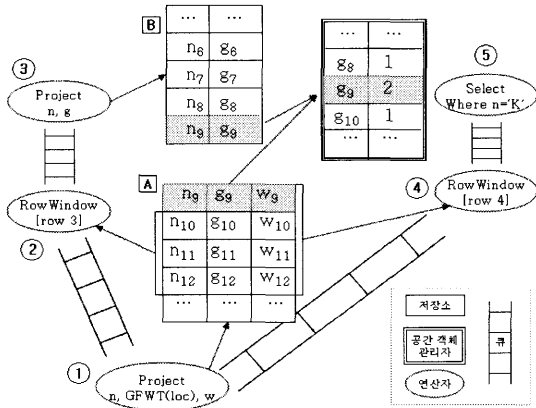 B
... ...
n6 g6
n7 g7
n8 g8
n9 g9
... ...
g8 1
g9 2
g10 1
... ...
⑤
Select
Where n='K'
③
Project
n, g
A
n9 g9 w9
n10 g10 w10
n11 g11 w11
n12 g12 w12
... ... ...
RowWindow
[row 3]
②
④
RowWindow
[row 4]
①
Project
n, GFWT(loc), w
저장소
공간 객체
관리자
연산자
큐